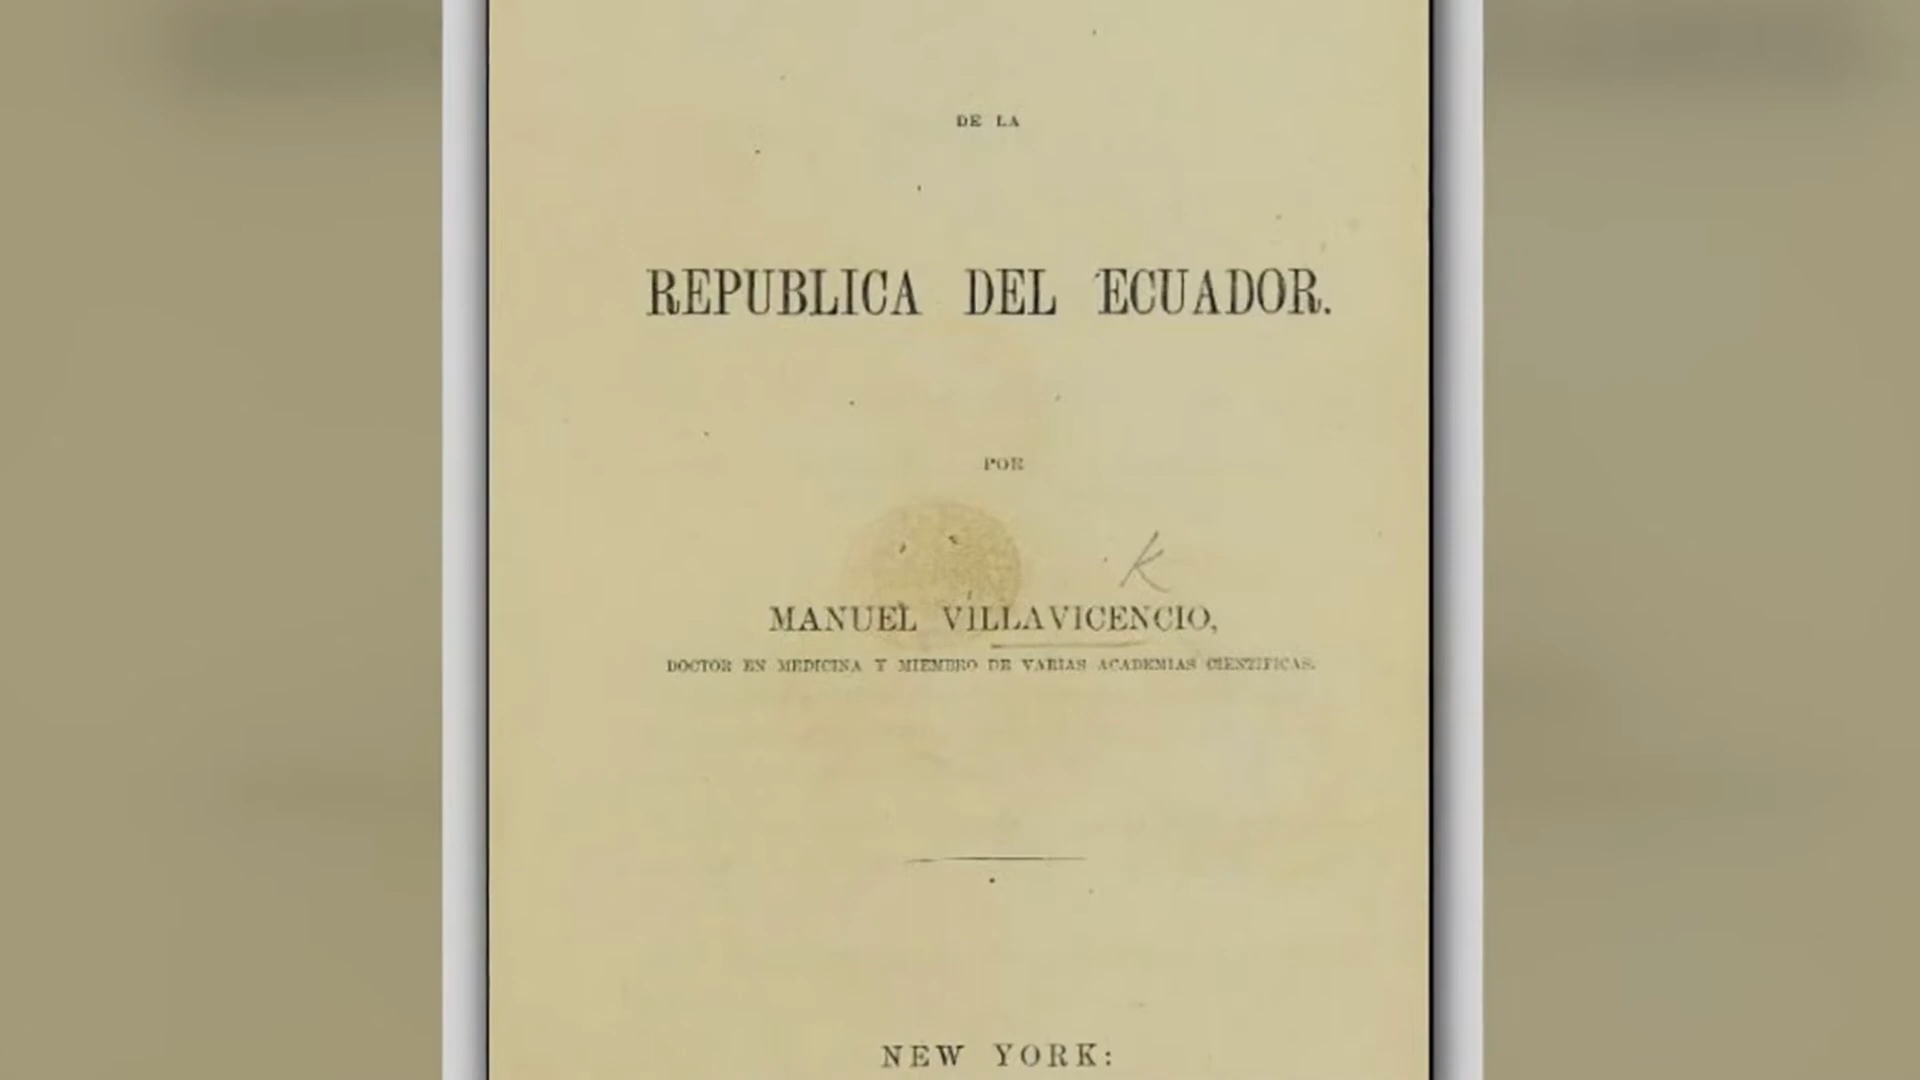 DE LA
REPUBLICA DEL ECUADOR.
POR
K
MANUEL VILLAVICENCIO,
DOCTOR EN MEDICINA Y MIEMBRO DE VARIAS ACADEMIAS CIENTIFICAS.
NEW YORK: